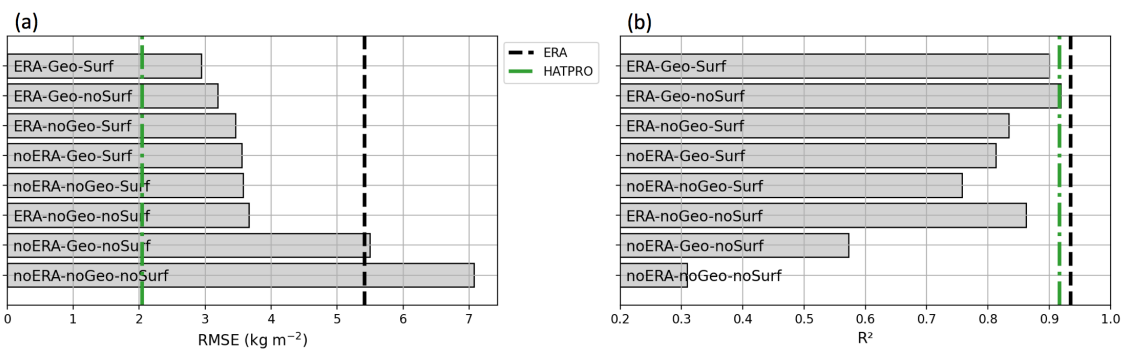 (a)
ERA-Geo-Surf
ERA-Geo-noSurf
ERA-noGeo-Surf
noERA-Geo-Surf
noERA-noGeo-Surf
ERA-noGeo-noSurf
noERA-Geo-noSurf
noERA-noGeo-noSurf
0 1 2 3 4 5 6 7
RMSE (kg m⁻²)
ERA
HATPRO
(b)
ERA-Geo-Surf
ERA-Geo-noSurf
ERA-noGeo-Surf
noERA-Geo-Surf
noERA-noGeo-Surf
ERA-noGeo-noSurf
noERA-Geo-noSurf
noERA-noGeo-noSurf
0.2 0.3 0.4 0.5 0.6 0.7 0.8 0.9 1.0
R²